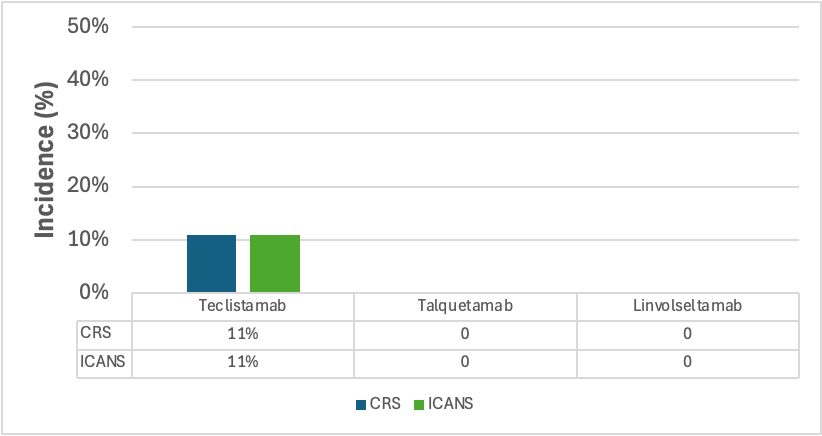 50%
40%
30%
20%
10%
0%
Incidence (%)
Teclistamab Talquetamab Linvolseltamab
CRS 11% 0 0
ICANS 11% 0 0
CRS ICANS